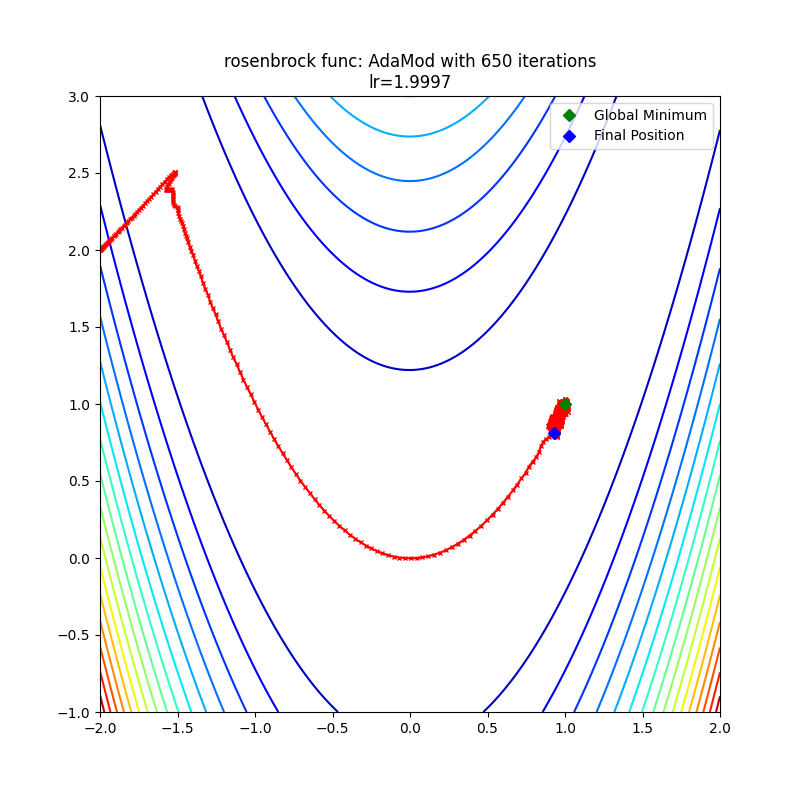 rosenbrock func: AdaMod with 650 iterations
lr=1.9997
Global Minimum
Final Position
3.0
2.5
2.0
1.5
1.0
0.5
0.0
−0.5
−1.0
−2.0 −1.5 −1.0 −0.5 0.0 0.5 1.0 1.5 2.0